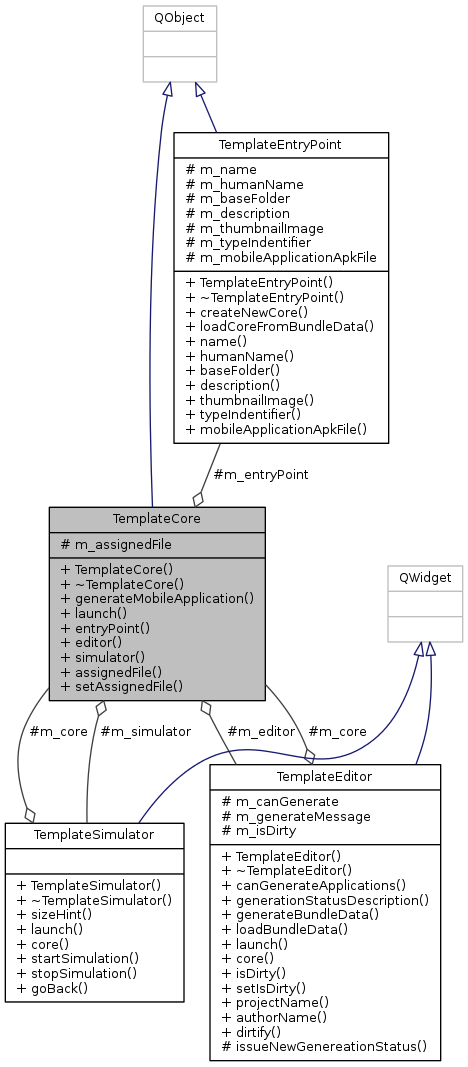 QObject
TemplateEntryPoint
# m_name
# m_humanName
# m_baseFolder
# m_description
# m_thumbnailImage
# m_typeIndentifier
# m_mobileApplicationApkFile
+ TemplateEntryPoint()
+ ~TemplateEntryPoint()
+ createNewCore()
+ loadCoreFromBundleData()
+ name()
+ humanName()
+ baseFolder()
+ description()
+ thumbnailImage()
+ typeIndentifier()
+ mobileApplicationApkFile()
#m_entryPoint
TemplateCore
# m_assignedFile
+ TemplateCore()
+ ~TemplateCore()
+ generateMobileApplication()
+ launch()
+ entryPoint()
+ editor()
+ simulator()
+ assignedFile()
+ setAssignedFile()
QWidget
#m_core
#m_simulator
#m_editor
#m_core
TemplateSimulator
+ TemplateSimulator()
+ ~TemplateSimulator()
+ sizeHint()
+ launch()
+ core()
+ startSimulation()
+ stopSimulation()
+ goBack()
TemplateEditor
# m_canGenerate
# m_generateMessage
# m_isDirty
+ TemplateEditor()
+ ~TemplateEditor()
+ canGenerateApplications()
+ generationStatusDescription()
+ generateBundleData()
+ loadBundleData()
+ launch()
+ core()
+ isDirty()
+ setIsDirty()
+ projectName()
+ authorName()
+ dirtify()
# issueNewGenereationStatus()